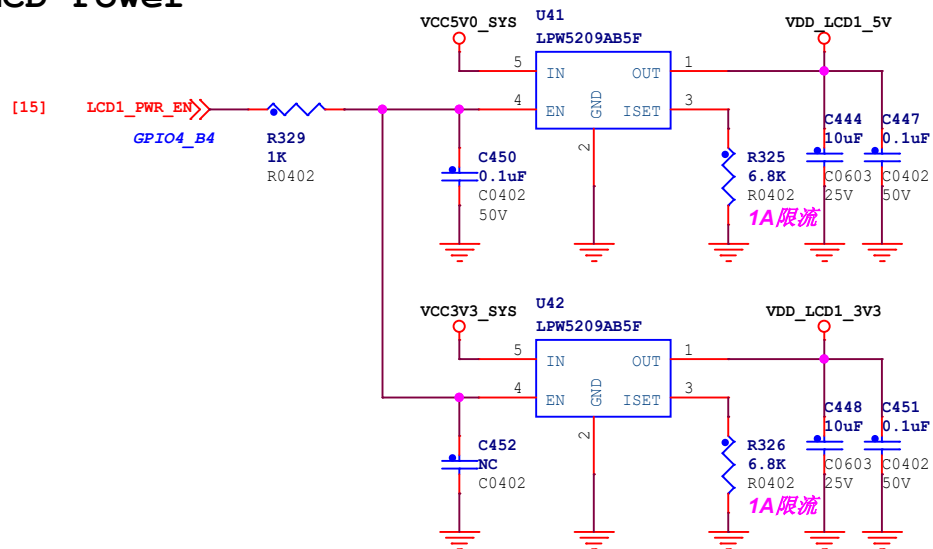 LCD Power
VCC5V0_SYS
U41
LPW5209AB5F
VDD_LCD1_5V
5
IN
OUT
1
[15]
LCD1_PWR_EN
4
EN
GND
ISET
3
GPIO4_B4
R329
1K
R0402
2
C450
0.1uF
C0402
50V
R325
6.8K
R0402
1A限流
C444
10uF
C0603
25V
C447
0.1uF
C0402
50V
VCC3V3_SYS
U42
LPW5209AB5F
VDD_LCD1_3V3
5
IN
OUT
1
4
EN
GND
ISET
3
2
C452
NC
C0402
R326
6.8K
R0402
1A限流
C448
10uF
C0603
25V
C451
0.1uF
C0402
50V